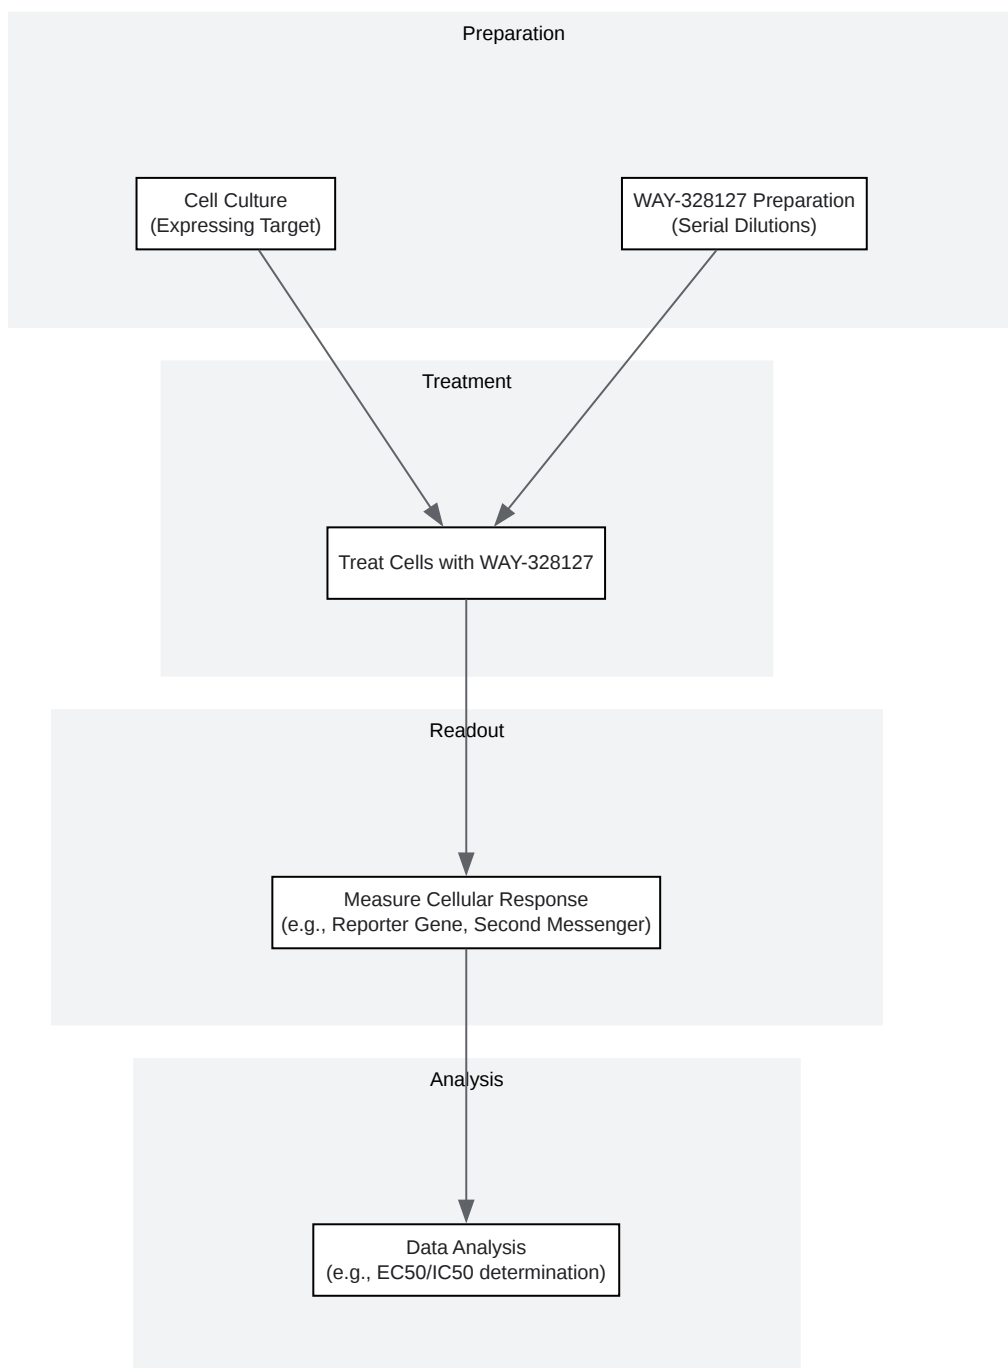 Preparation
Cell Culture
(Expressing Target)
WAY-328127 Preparation
(Serial Dilutions)
Treatment
Treat Cells with WAY-328127
Readout
Measure Cellular Response
(e.g., Reporter Gene, Second Messenger)
Analysis
Data Analysis
(e.g., EC50/IC50 determination)